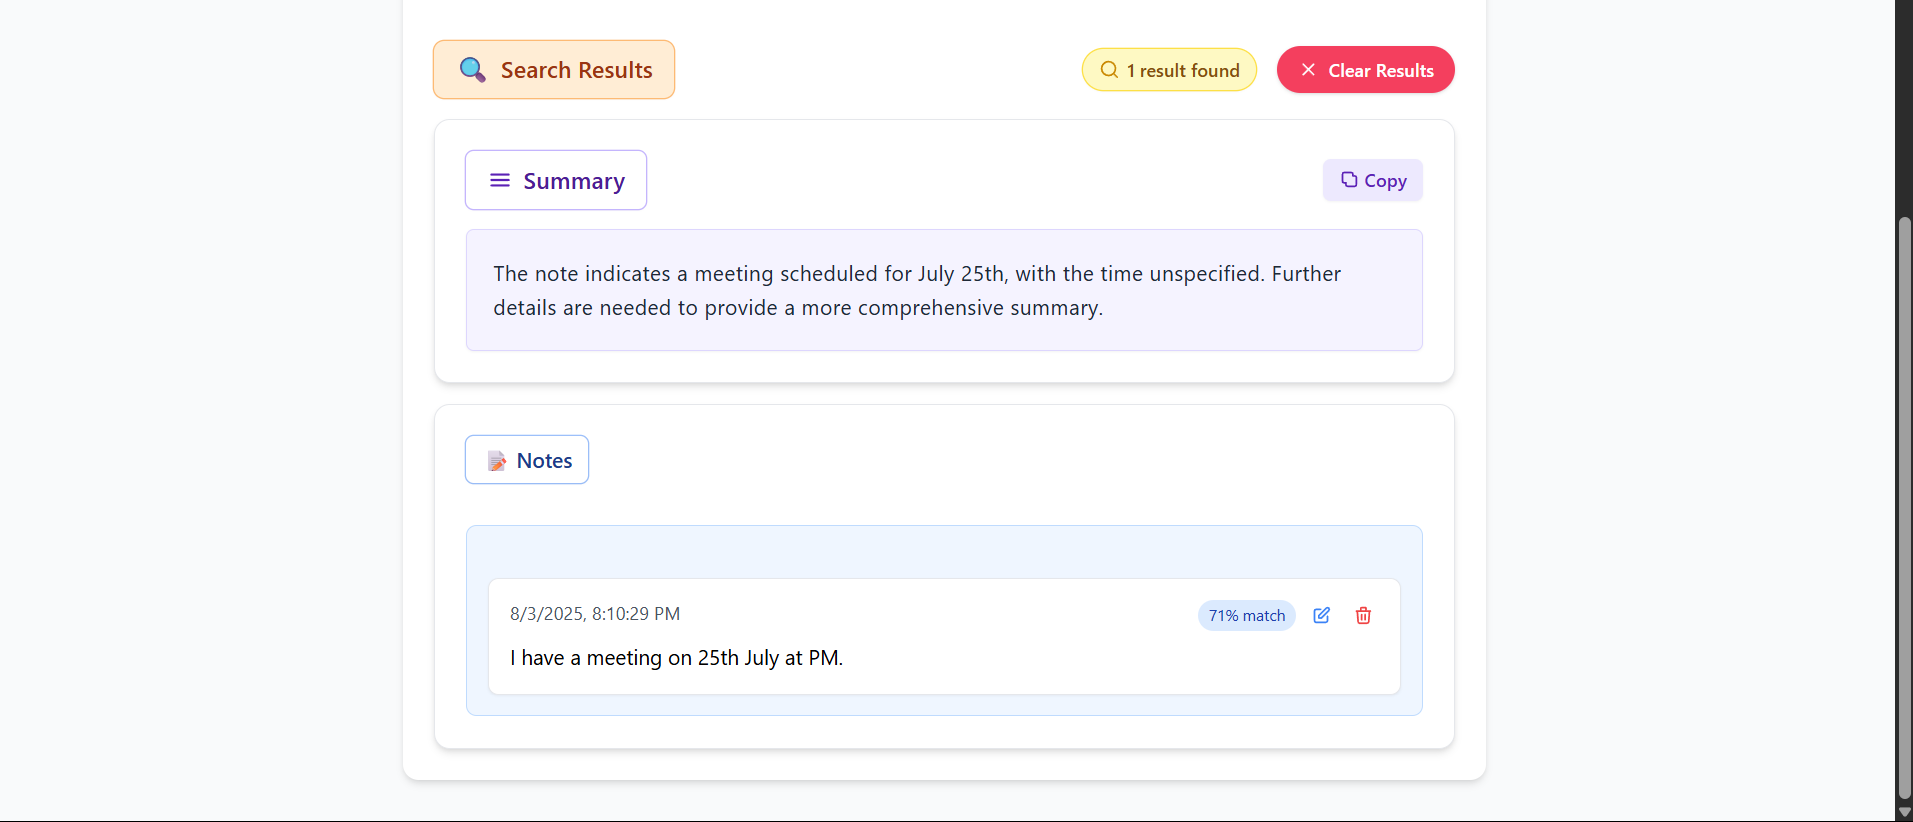 Search Results
1 result found
Clear Results
Summary
Copy
The note indicates a meeting scheduled for July 25th, with the time unspecified. Further
details are needed to provide a more comprehensive summary.
Notes
8/3/2025, 8:10:29 PM
71% match
I have a meeting on 25th July at PM.